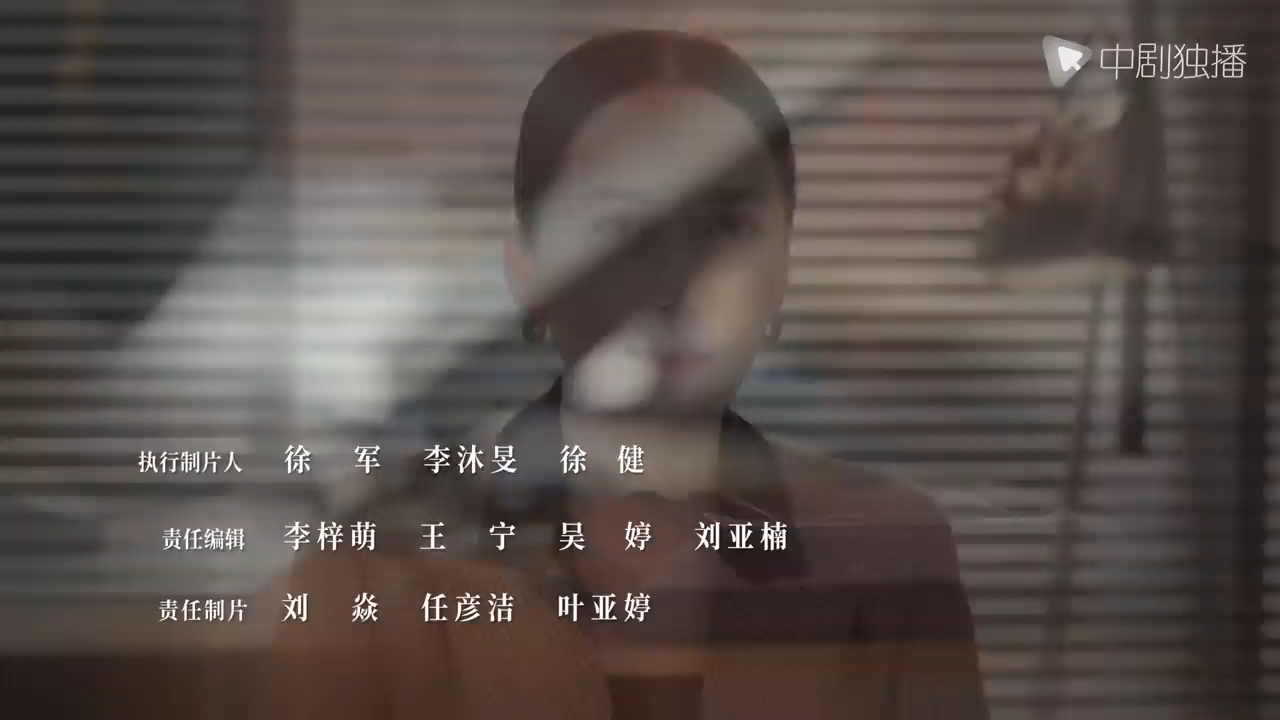 中剧独播
执行制片人 徐 军 李沐旻 徐 健
责任编辑 李梓萌 王 宁 吴 婷 刘亚楠
责任制片 刘 焱 任彦洁 叶亚婷